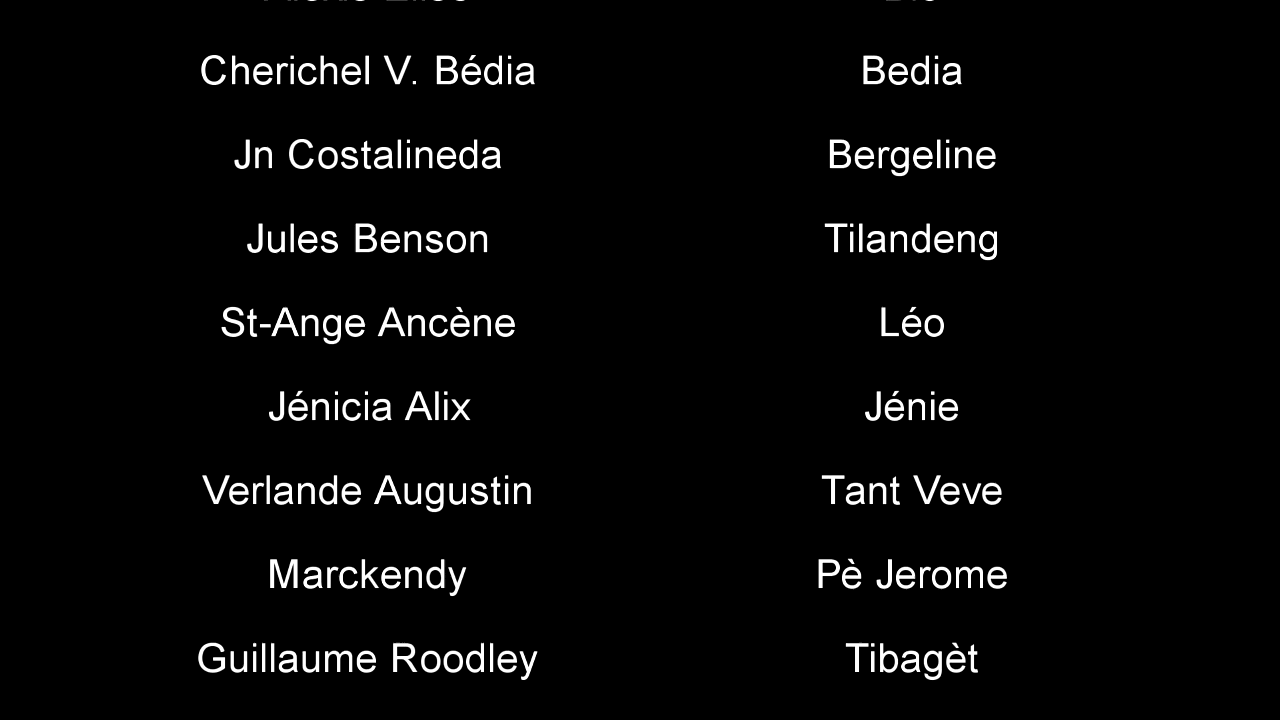 Cherichel V. Bédia Bedia
Jn Costalineda Bergeline
Jules Benson Tilandeng
St-Ange Ancène Léo
Jénicia Alix Jénie
Verlande Augustin Tant Veve
Marckendy Pè Jerome
Guillaume Roodley Tibagèt